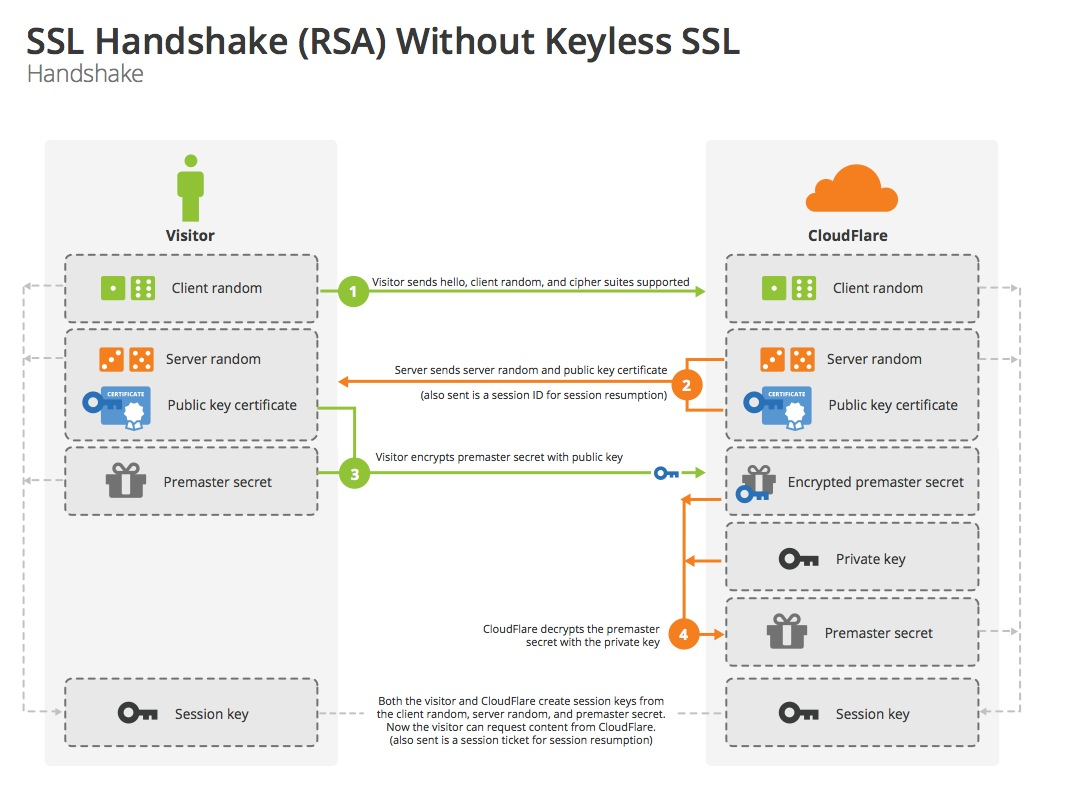 SSL Handshake (RSA) Without Keyless SSL
Handshake
Visitor
CloudFlare
Client random
1
Visitor sends hello, client random, and cipher suites supported
Client random
Server random
CERTIFICATE
Public key certificate
Server sends server random and public key certificate
2
(also sent is a session ID for session resumption)
Server random
CERTIFICATE
Public key certificate
Premaster secret
3
Visitor encrypts premaster secret with public key
Encrypted premaster secret
Private key
CloudFlare decrypts the premaster
secret with the private key
4
Premaster secret
Session key
Both the visitor and CloudFlare create session keys from
the client random, server random, and premaster secret.
Now the visitor can request content from CloudFlare.
(also sent is a session ticket for session resumption)
Session key